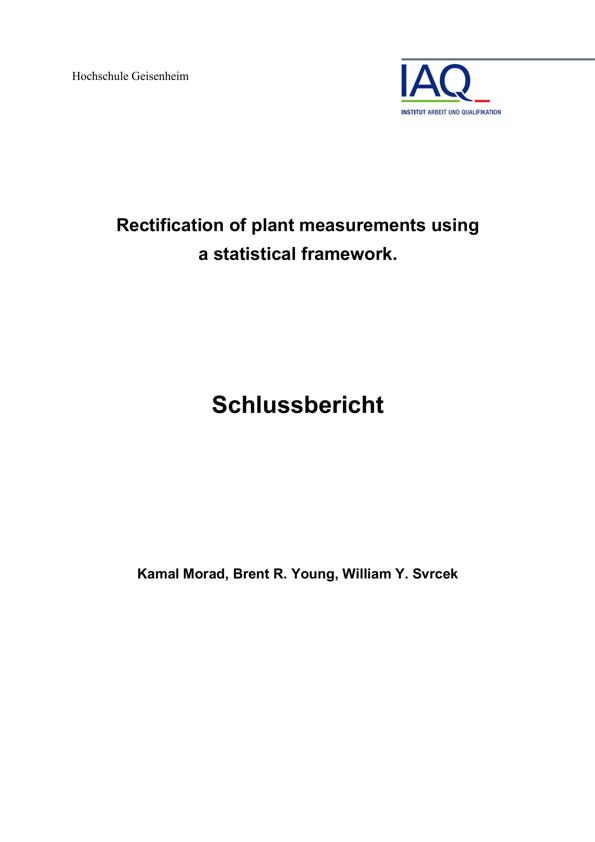 Hochschule Geisenheim
IAQ
INSTITUT ARBEIT UND QUALIFIKATION
Rectification of plant measurements using
a statistical framework.
Schlussbericht
Kamal Morad, Brent R. Young, William Y. Svrcek